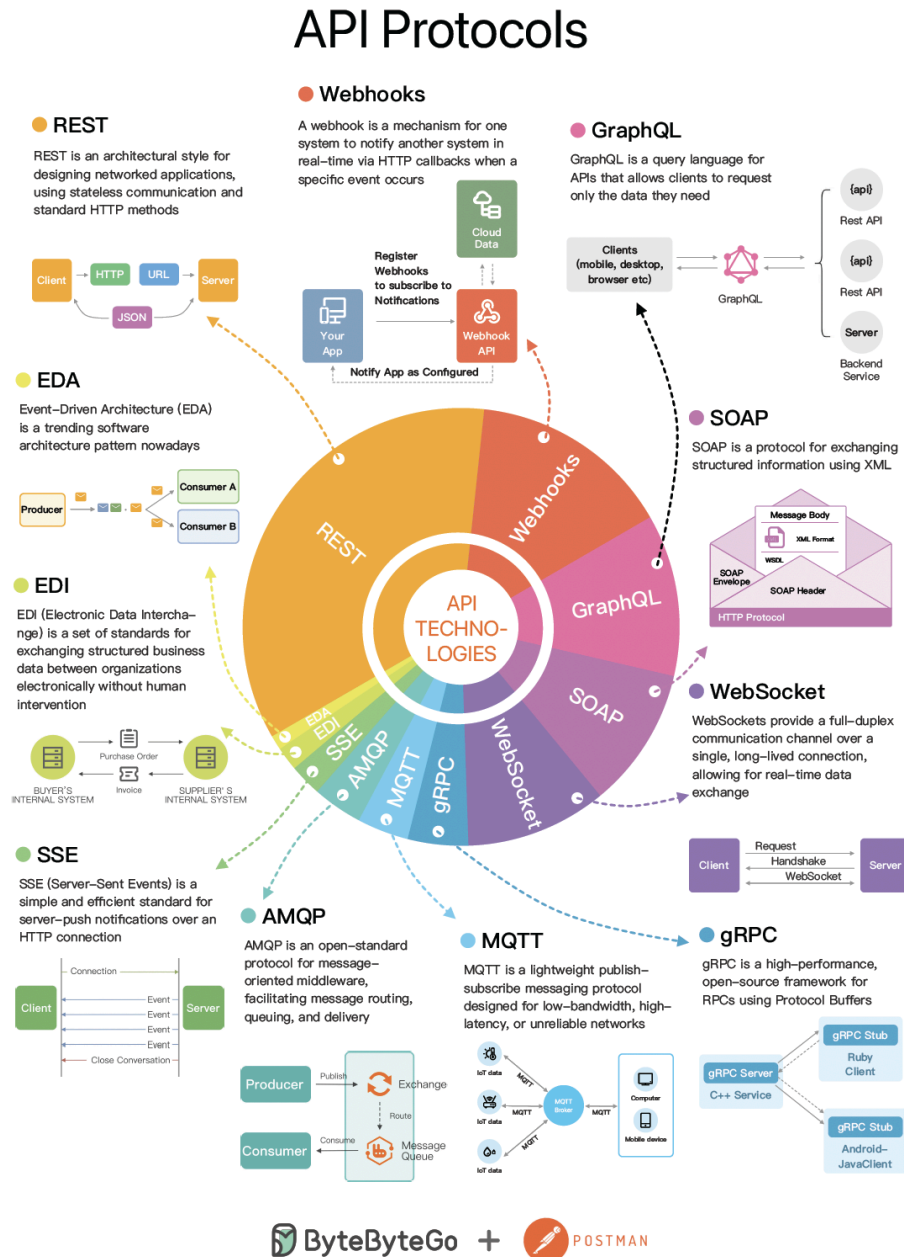 API Protocols
REST
REST is an architectural style for
designing networked applications,
using stateless communication and
standard HTTP methods
Client
HTTP
URL
Server
JSON
Webhooks
A webhook is a mechanism for one
system to notify another system in
real-time via HTTP callbacks when a
specific event occurs
Cloud
Data
Register
Webhooks
to subscribe to
Notifications
Your
App
Webhook
API
Notify App as Configured
GraphQL
GraphQL is a query language for
APIs that allows clients to request
only the data they need
Clients
(mobile, desktop,
browser etc)
GraphQL
{api}
Rest API
{api}
Rest API
Server
Backend
Service
EDA
Event-Driven Architecture (EDA)
is a trending software
architecture pattern nowadays
Producer
Consumer A
Consumer B
SOAP
SOAP is a protocol for exchanging
structured information using XML
Message Body
XML Format
WSDL
SOAP
Envelope
SOAP Header
HTTP Protocol
EDI
EDI (Electronic Data Intercha-
nge) is a set of standards for
exchanging structured business
data between organizations
electronically without human
intervention
Purchase Order
Invoice
BUYER'S
INTERNAL SYSTEM
SUPPLIER' S
INTERNAL SYSTEM
API
TECHNO-
LOGIES
REST
Webhooks
GraphQL
SOAP
WebSocket
gRPC
MQTT
AMQP
SSE
EDI
EDA
WebSocket
WebSockets provide a full-duplex
communication channel over a
single, long-lived connection,
allowing for real-time data
exchange
Client
Request
Handshake
WebSocket
Server
SSE
SSE (Server-Sent Events) is a
simple and efficient standard for
server-push notifications over an
HTTP connection
Client
Connection
Event
Event
Event
Event
Close Conversation
Server
AMQP
AMQP is an open-standard
protocol for message-
oriented middleware,
facilitating message routing,
queuing, and delivery
Producer
Publish
Exchange
Route
Consumer
Consume
Message
Queue
MQTT
MQTT is a lightweight publish-
subscribe messaging protocol
designed for low-bandwidth, high-
latency, or unreliable networks
IoT data
IoT data
IoT data
MQTT
MQTT
MQTT
MQTT
Broker
MQTT
Computer
Mobile device
gRPC
gRPC is a high-performance,
open-source framework for
RPCs using Protocol Buffers
gRPC Server
C++ Service
gRPC Stub
Ruby
Client
gRPC Stub
Android-
JavaClient
ByteByteGo + POSTMAN